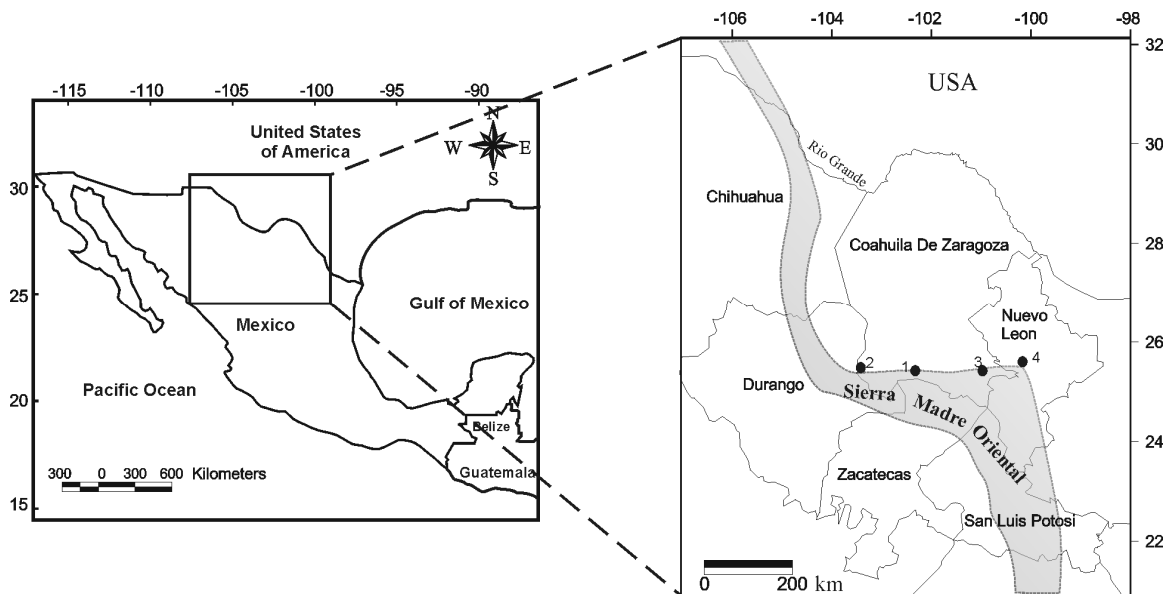 -115 -110 -105 -100 -95 -90
United States
of America
N
W E
S
30
25
20
15
Gulf of Mexico
Mexico
Pacific Ocean
Belize
Guatemala
300 0 300 600 Kilometers
-106 -104 -102 -100 -98
32
30
28
26
24
22
USA
Rio Grande
Chihuahua
Coahuila De Zaragoza
Nuevo
Leon
2 1 3 4
Durango
Sierra Madre Oriental
Zacatecas
San Luis Potosi
0 200 km